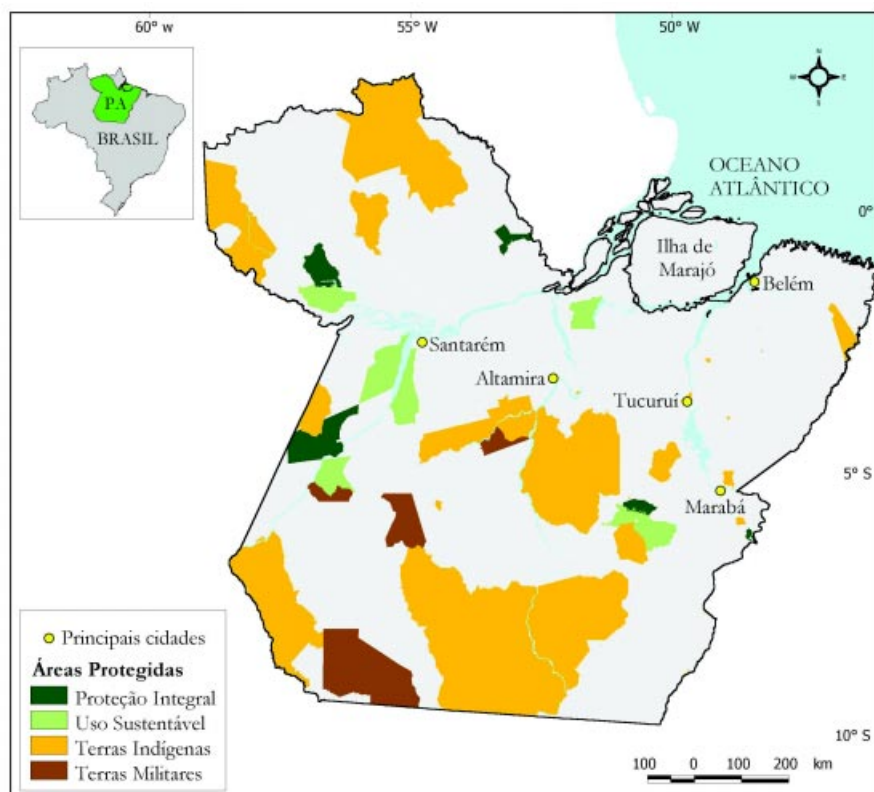 60° w
55° W
50° W
N
W
E
S
PA
BRASIL
OCEANO
ATLÂNTICO
0°
Ilha de
Marajó
Belém
Santarém
Altamira
Tucuruí
5° S
Marabá
Principais cidades
Áreas Protegidas
Proteção Integral
Uso Sustentável
Terras Indígenas
Terras Militares
10° S
100 0 100 200 km